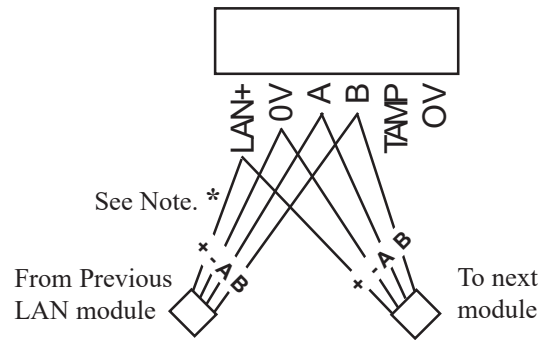 LAN+ 0V A B TAMP OV
See Note. *
+ - A B
+ - A B
From Previous
LAN module
To next
module